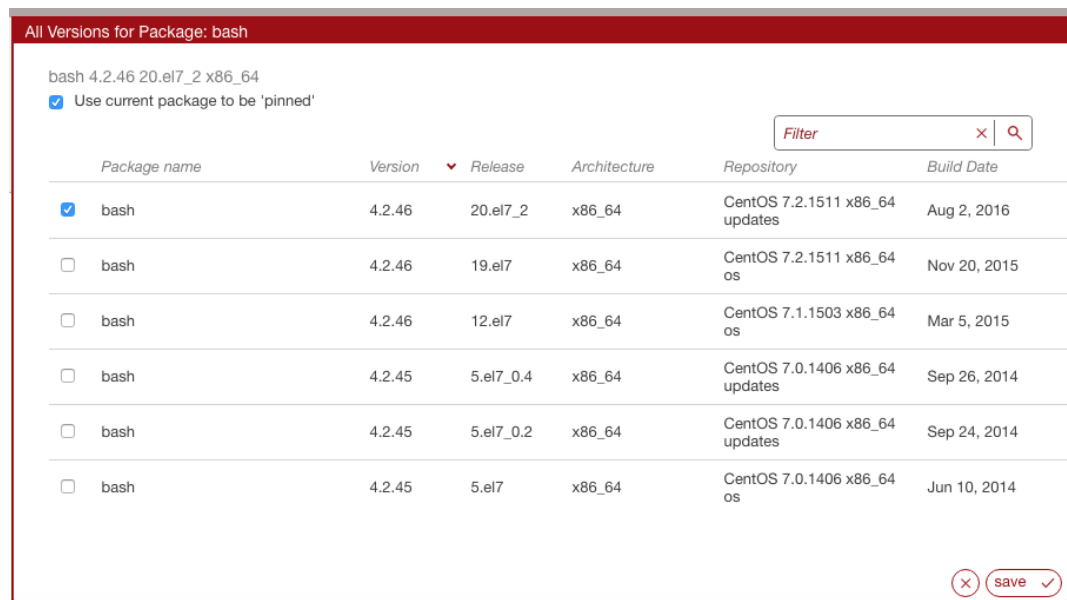 All Versions for Package: bash
bash 4.2.46 20.el7_2 x86_64
Use current package to be 'pinned'
Filter
Package name Version Release Architecture Repository Build Date
bash 4.2.46 20.el7_2 x86_64 CentOS 7.2.1511 x86_64 updates Aug 2, 2016
bash 4.2.46 19.el7 x86_64 CentOS 7.2.1511 x86_64 os Nov 20, 2015
bash 4.2.46 12.el7 x86_64 CentOS 7.1.1503 x86_64 os Mar 5, 2015
bash 4.2.45 5.el7_0.4 x86_64 CentOS 7.0.1406 x86_64 updates Sep 26, 2014
bash 4.2.45 5.el7_0.2 x86_64 CentOS 7.0.1406 x86_64 updates Sep 24, 2014
bash 4.2.45 5.el7 x86_64 CentOS 7.0.1406 x86_64 os Jun 10, 2014
save